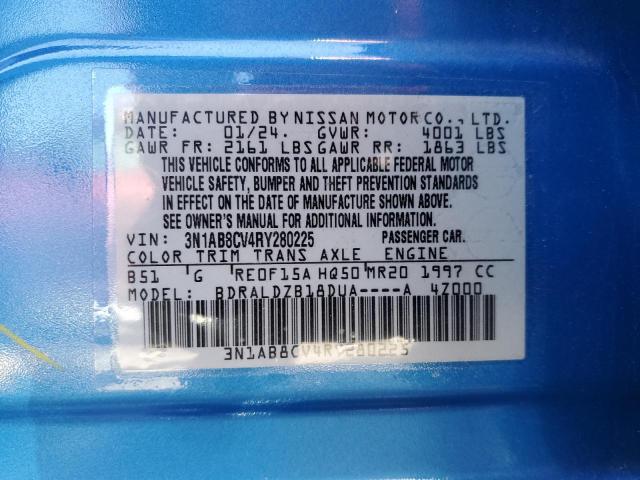 MANUFACTURED BY NISSAN MOTOR CO., LTD.
DATE: 01/24. GVWR: 4001 LBS
GAWR FR: 2161 LBS GAWR RR: 1863 LBS
THIS VEHICLE CONFORMS TO ALL APPLICABLE FEDERAL MOTOR
VEHICLE SAFETY, BUMPER AND THEFT PREVENTION STANDARDS
IN EFFECT ON THE DATE OF MANUFACTURE SHOWN ABOVE.
SEE OWNER'S MANUAL FOR ADDITIONAL INFORMATION.
VIN: 3N1AB8CV4RY280225 PASSENGER CAR.
COLOR TRIM TRANS AXLE ENGINE
B51 G RE0F15A HQ50 MR20 1997 CC
MODEL: BDRALDZB18DUA----A 4Z000
3N1AB8CV4RY280225